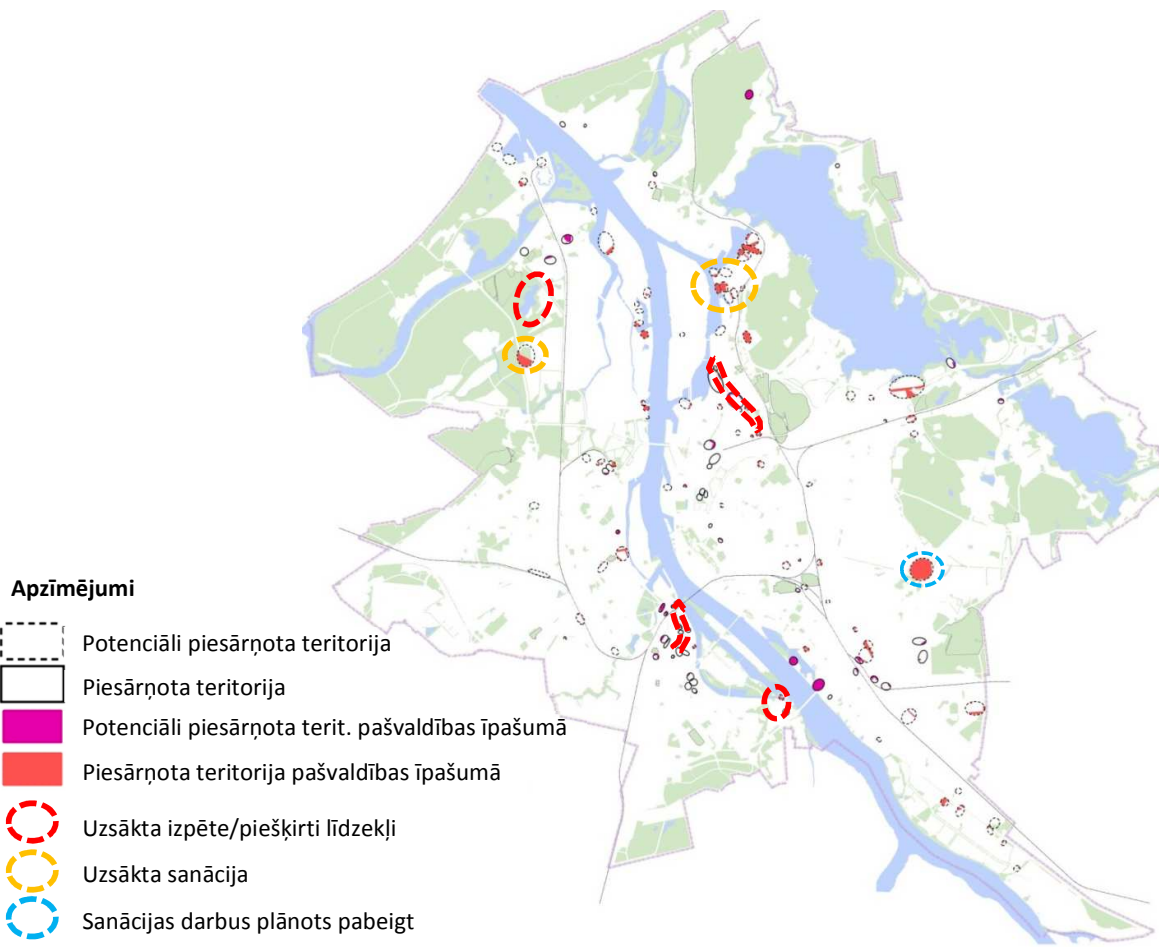 Apzīmējumi
Potenciāli piesārņota teritorija
Piesārņota teritorija
Potenciāli piesārņota terit. pašvaldības īpašumā
Piesārņota teritorija pašvaldības īpašumā
Uzsākta izpēte/piešķirti līdzekļi
Uzsākta sanācija
Sanācijas darbus plānots pabeigt